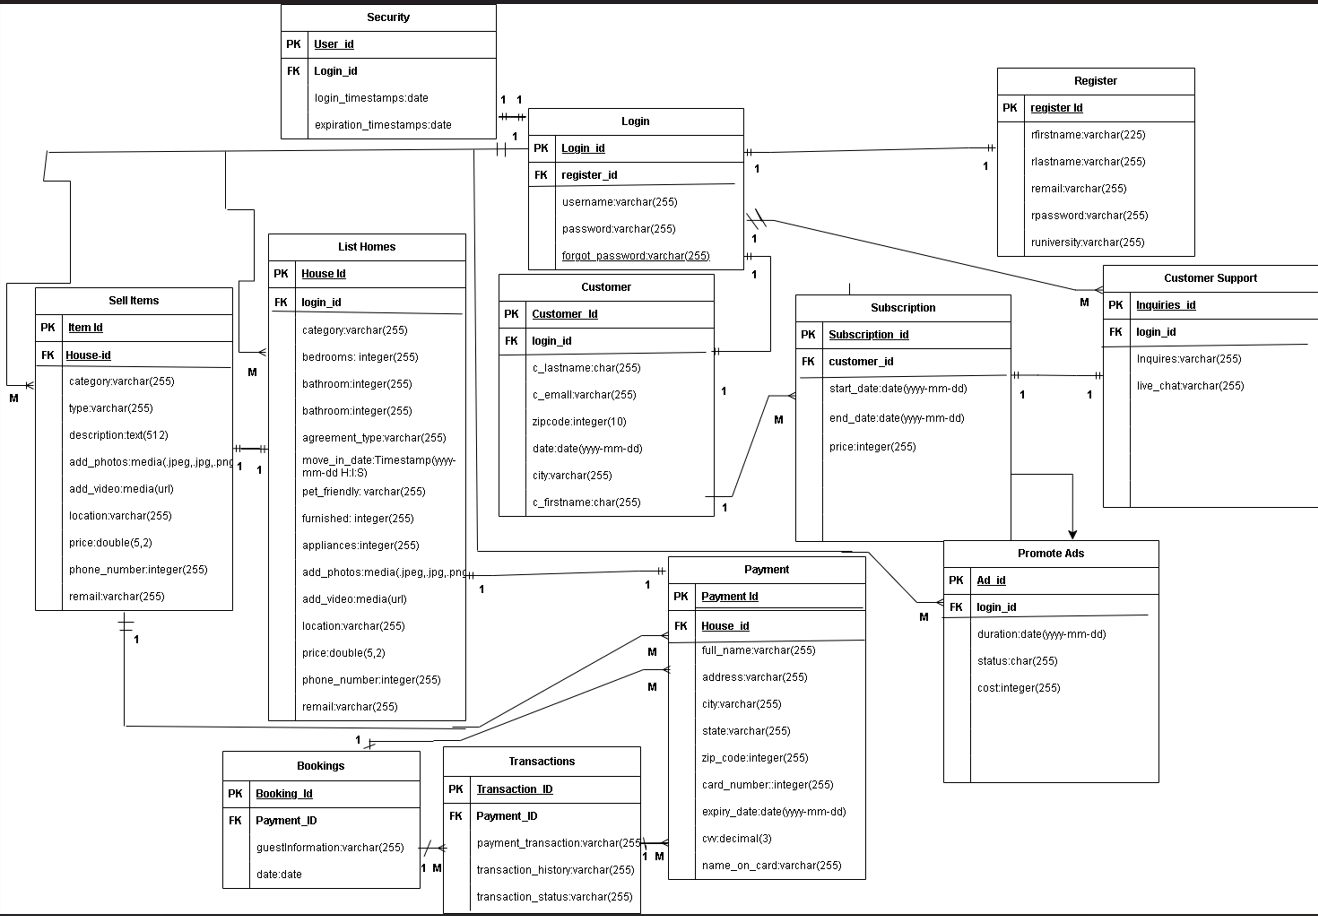 Security
PK User_id
FK Login_id
login_timestamps:date
expiration_timestamps:date
1 1
1
Login
PK Login_id
FK register_id
username:varchar(255)
password:varchar(255)
forgot_password:varchar(255)
1
1
1
1
Register
PK register Id
rfirstname:varchar(225)
rlastname:varchar(255)
remail:varchar(255)
rpassword:varchar(255)
runiversity:varchar(255)
List Homes
PK House Id
FK login_id
category:varchar(255)
bedrooms: integer(255)
bathroom:integer(255)
bathroom:integer(255)
agreement_type:varchar(255)
move_in_date:Timestamp(yyyy-
mm-dd H:I:S)
pet_friendly: varchar(255)
furnished: integer(255)
appliances:integer(255)
add_photos:media(.jpeg,.jpg,.png
add_video:media(url)
location:varchar(255)
price:double(5,2)
phone_number:integer(255)
remail:varchar(255)
M
Sell Items
PK Item Id
FK House-id
category:varchar(255)
type:varchar(255)
description:text(512)
add_photos:media(.jpeg,.jpg,.png
add_video:media(url)
location:varchar(255)
price:double(5,2)
phone_number:integer(255)
remail:varchar(255)
M
1 1
1
Customer
PK Customer_Id
FK login_id
c_lastname:char(255)
c_email:varchar(255)
zipcode:integer(10)
date:date(yyyy-mm-dd)
city:varchar(255)
c_firstname:char(255)
1
1
M
Subscription
PK Subscription_id
FK customer_id
start_date:date(yyyy-mm-dd)
end_date:date(yyyy-mm-dd)
price:integer(255)
1 1
M
Customer Support
PK Inquiries_id
FK login_id
Inquires:varchar(255)
live_chat:varchar(255)
Promote Ads
PK Ad_id
FK login_id
duration:date(yyyy-mm-dd)
status:char(255)
cost:integer(255)
M
1 1
Payment
PK Payment Id
FK House_id
full_name:varchar(255)
address:varchar(255)
city:varchar(255)
state:varchar(255)
zip_code:integer(255)
card_number::integer(255)
expiry_date:date(yyyy-mm-dd)
cvv:decimal(3)
name_on_card:varchar(255)
M
M
1
Bookings
PK Booking_Id
FK Payment_ID
guestInformation:varchar(255)
date:date
1 M
Transactions
PK Transaction_ID
FK Payment_ID
payment_transaction:varchar(255
transaction_history:varchar(255)
transaction_status:varchar(255)
1 M